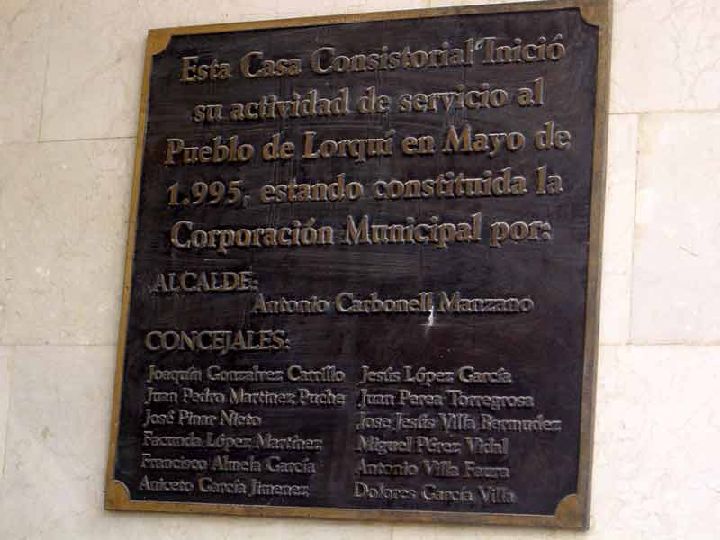 Esta Casa Consistorial Inició
su actividad de servicio al
Pueblo de Lorquí en Mayo de
1.995, estando constituida la
Corporación Municipal por:
ALCALDE:
Antonio Carbonell Manzano
CONCEJALES:
Joaquín Gonzalvez Carrillo
Juan Pedro Martinez Puche
José Pinar Nieto
Facunda López Martínez
Francisco Abuela García
Aniceto García Jimenez
Jesús López García
Juan Perea Torregrosa
Jose Jesús Villa Bermudez
Miguel Pérez Vidal
Antonio Villa
Dolores García Villa